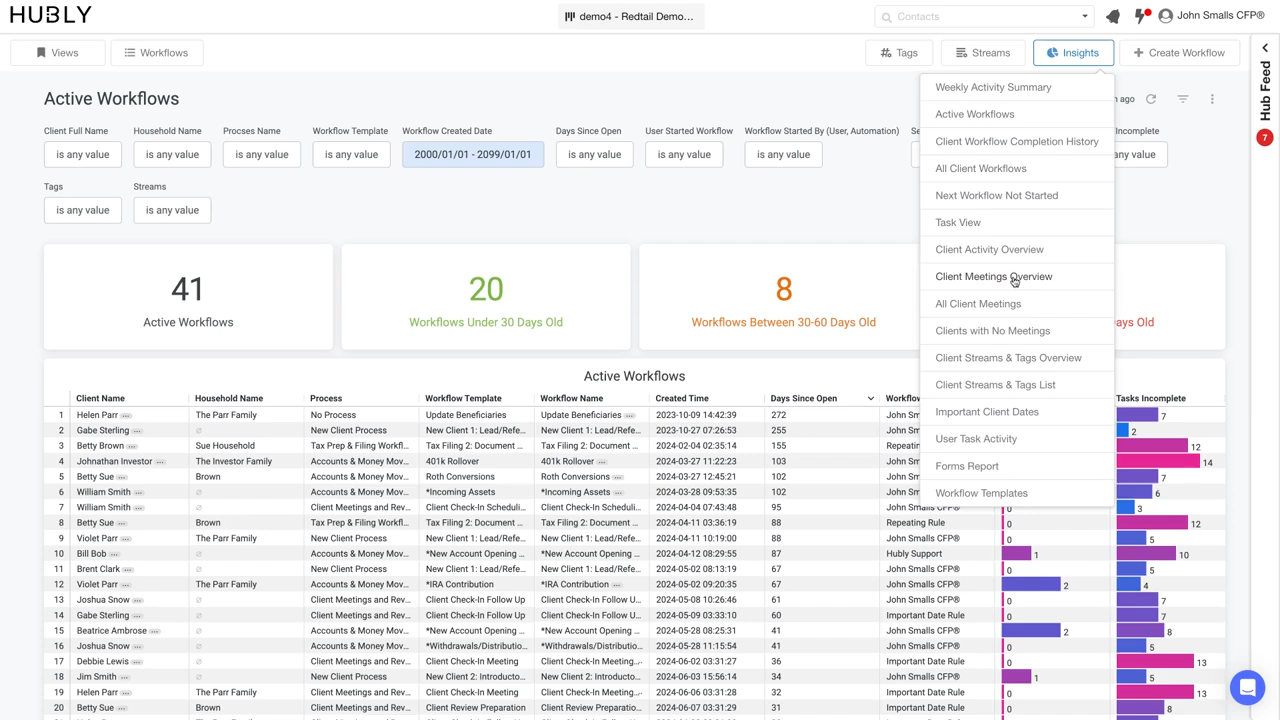 HUBLY
demo4 - Redtail Demo...
Contacts
John Smalls CFP®
Views
Workflows
Tags
Streams
Insights
Create Workflow
Hub Feed
7
Active Workflows
ago
Weekly Activity Summary
Active Workflows
Client Workflow Completion History
All Client Workflows
Next Workflow Not Started
Task View
Client Activity Overview
Client Meetings Overview
All Client Meetings
Clients with No Meetings
Client Streams & Tags Overview
Client Streams & Tags List
Important Client Dates
User Task Activity
Forms Report
Workflow Templates
Client Full Name Household Name Procses Name Workflow Template Workflow Created Date Days Since Open User Started Workflow Workflow Started By (User, Automation) Incomplete
is any value is any value is any value is any value 2000/01/01 - 2099/01/01 is any value is any value is any value any value
Tags Streams
is any value is any value
41
Active Workflows
20
Workflows Under 30 Days Old
8
Workflows Between 30-60 Days Old
ays Old
Active Workflows
Client Name Household Name Process Workflow Template Workflow Name Created Time Days Since Open Workflow Tasks Incomplete
1 Helen Parr The Parr Family No Process Update Beneficiaries Update Beneficiaries 2023-10-09 14:42:39 272 John Sm 7
2 Gabe Sterling New Client Process New Client 1: Lead/Refe... New Client 1: Lead/Refe... 2023-10-27 07:26:53 255 John Sm 2
3 Betty Brown Sue Household Tax Prep & Filing Workfl... Tax Filing 2: Document ... Tax Filing 2: Document ... 2024-02-04 02:35:14 155 Repeatin 12
4 Johnathan Investor The Investor Family Accounts & Money Mov... 401k Rollover 401k Rollover 2024-03-27 11:22:23 103 John Sm 14
5 Betty Sue Brown Accounts & Money Mov... Roth Conversions Roth Conversions 2024-03-27 12:45:21 102 John Sm 7
6 William Smith Accounts & Money Mov... *Incoming Assets *Incoming Assets 2024-03-28 09:53:35 102 John Sm 6
7 William Smith Client Meetings and Rev... Client Check-In Scheduli... Client Check-In Scheduli... 2024-04-04 07:43:48 95 John Smalls CFP® 0 3
8 Betty Sue Brown Tax Prep & Filing Workfl... Tax Filing 2: Document ... Tax Filing 2: Document ... 2024-04-11 03:36:19 88 Repeating Rule 0 12
9 Violet Parr The Parr Family New Client Process New Client 1: Lead/Refe... New Client 1: Lead/Refe... 2024-04-11 10:19:00 88 John Smalls CFP® 0 5
10 Bill Bob Accounts & Money Mov... *New Account Opening ... *New Account Opening ... 2024-04-12 08:29:55 87 Hubly Support 1 10
11 Brent Clark New Client Process New Client 1: Lead/Refe... New Client 1: Lead/Refe... 2024-05-02 08:13:19 67 John Smalls CFP® 0 5
12 Violet Parr The Parr Family Accounts & Money Mov... *IRA Contribution *IRA Contribution 2024-05-02 09:20:35 67 John Smalls CFP® 2 4
13 Joshua Snow Client Meetings and Rev... Client Check-In Follow Up Client Check-In Follow U... 2024-05-08 10:26:46 61 John Smalls CFP® 0 7
14 Gabe Sterling Client Meetings and Rev... Client Check-In Follow Up Client Check-In Follow U... 2024-05-09 03:33:10 60 Important Date Rule 0 7
15 Beatrice Ambrose Accounts & Money Mov... *New Account Opening ... *New Account Opening ... 2024-05-28 08:25:31 41 John Smalls CFP® 2 8
16 Joshua Snow Accounts & Money Mov... *Withdrawals/Distributio... *Withdrawals/Distributio... 2024-05-28 11:15:54 41 John Smalls CFP® 0 5
17 Debbie Lewis Client Meetings and Rev... Client Check-In Meeting Client Check-In Meeting... 2024-06-02 03:31:27 36 Important Date Rule 0 13
18 Jim Smith New Client Process New Client 2: Introducto... New Client 2: Introducto... 2024-06-03 15:56:14 34 John Smalls CFP® 1 5
19 Helen Parr The Parr Family Client Meetings and Rev... Client Check-In Meeting Client Check-In Meeting... 2024-06-06 03:31:28 32 Important Date Rule 0 13
20 Betty Sue Brown Client Meetings and Rev... Client Review Preparation Client Review Preparatio... 2024-06-07 03:31:29 31 Important Date Rule 0 8